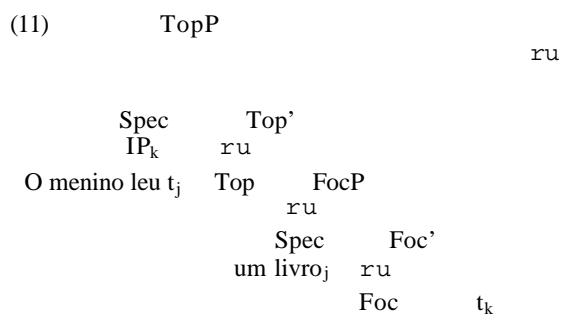 (11) TopP
ru
Spec Top’
IPk ru
O menino leu tj Top FocP
ru
Spec Foc’
um livroj ru
Foc tk